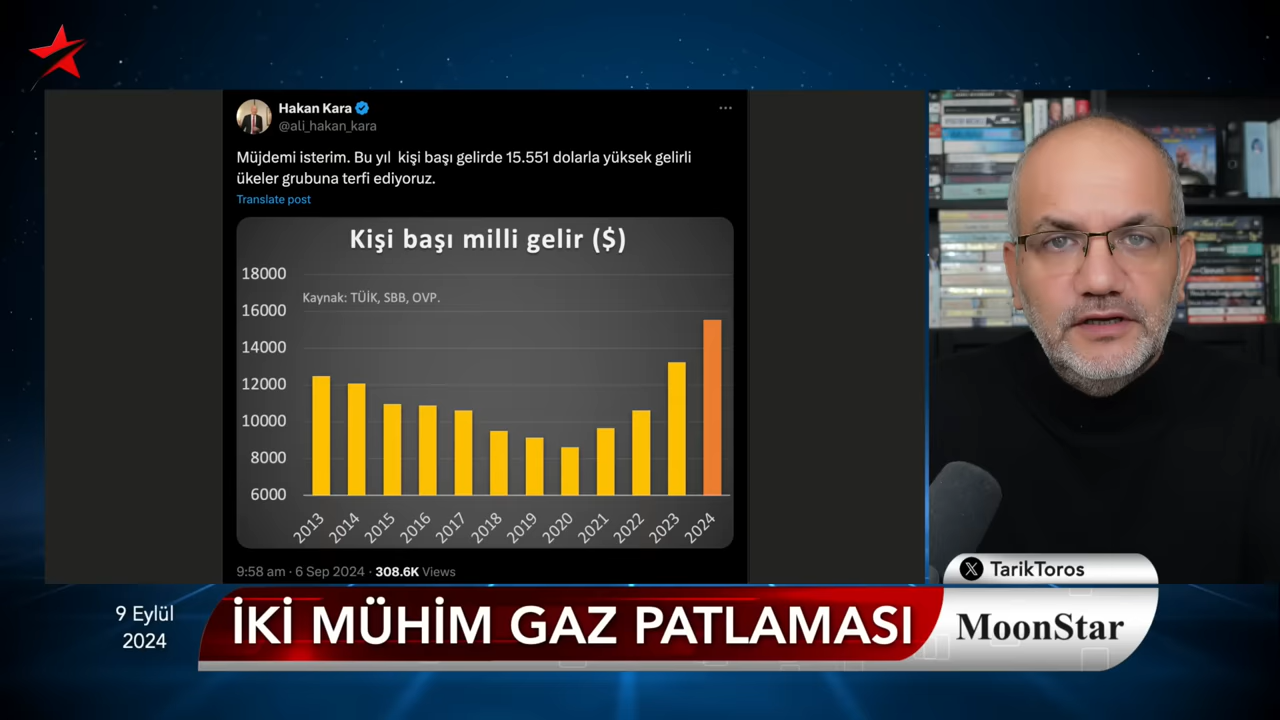 Hakan Kara
@ali_hakan_kara
Müjdemi isterim. Bu yıl kişi başı gelirde 15.551 dolarla yüksek gelirli
ükeler grubuna terfi ediyoruz.
Translate post
Kişi başı milli gelir ($)
18000
Kaynak: TÜİK, SBB, OVP.
16000
14000
12000
10000
8000
6000
2013 2014 2015 2016 2017 2018 2019 2020 2021 2022 2023 2024
9:58 am · 6 Sep 2024 · 308.6K Views
TarikToros
9 Eylül
2024
İKİ MÜHİM GAZ PATLAMASI
MoonStar